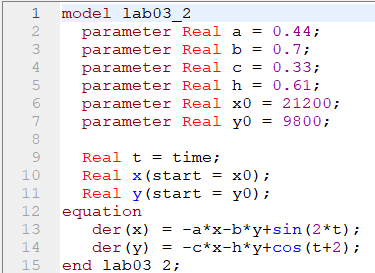 1 model lab03_2
2 parameter Real a = 0.44;
3 parameter Real b = 0.7;
4 parameter Real c = 0.33;
5 parameter Real h = 0.61;
6 parameter Real x0 = 21200;
7 parameter Real y0 = 9800;
8
9 Real t = time;
10 Real x(start = x0);
11 Real y(start = y0);
12 equation
13 der(x) = -a*x-b*y+sin(2*t);
14 der(y) = -c*x-h*y+cos(t+2);
15 end lab03_2;